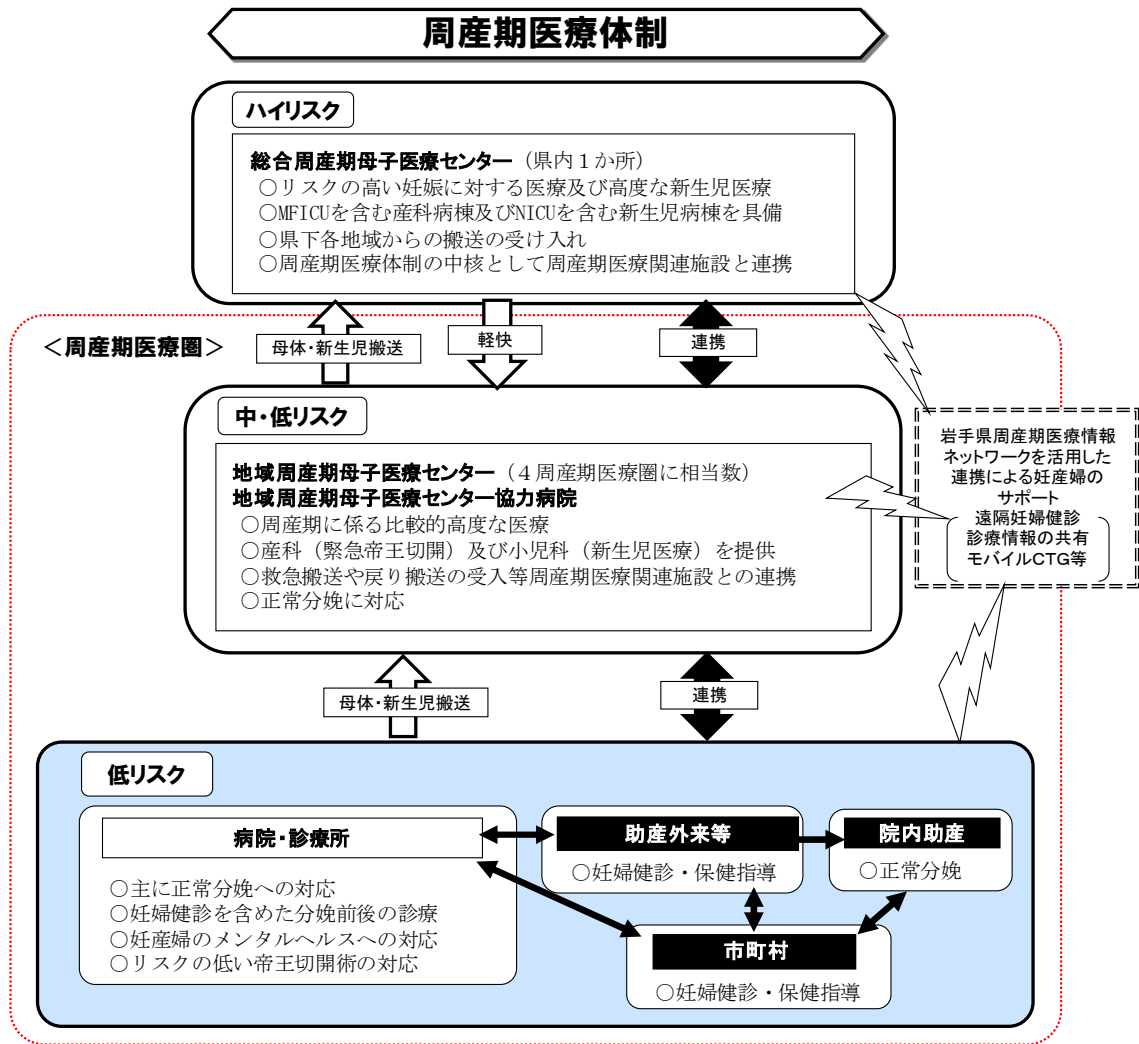 周産期医療体制
ハイリスク
総合周産期母子医療センター（県内１か所）
○リスクの高い妊娠に対する医療及び高度な新生児医療
○MFICUを含む産科病棟及びNICUを含む新生児病棟を具備
○県下各地域からの搬送の受け入れ
○周産期医療体制の中核として周産期医療関連施設と連携
＜周産期医療圏＞
母体・新生児搬送
軽快
連携
中・低リスク
地域周産期母子医療センター（４周産期医療圏に相当数）
地域周産期母子医療センター協力病院
○周産期に係る比較的高度な医療
○産科（緊急帝王切開）及び小児科（新生児医療）を提供
○救急搬送や戻り搬送の受入等周産期医療関連施設との連携
○正常分娩に対応
岩手県周産期医療情報
ネットワークを活用した
連携による妊産婦の
サポート
遠隔妊婦健診
診療情報の共有
モバイルCTG等
母体・新生児搬送
連携
低リスク
病院・診療所
○主に正常分娩への対応
○妊婦健診を含めた分娩前後の診療
○妊産婦のメンタルヘルスへの対応
○リスクの低い帝王切開術の対応
助産外来等
○妊婦健診・保健指導
院内助産
○正常分娩
市町村
○妊婦健診・保健指導